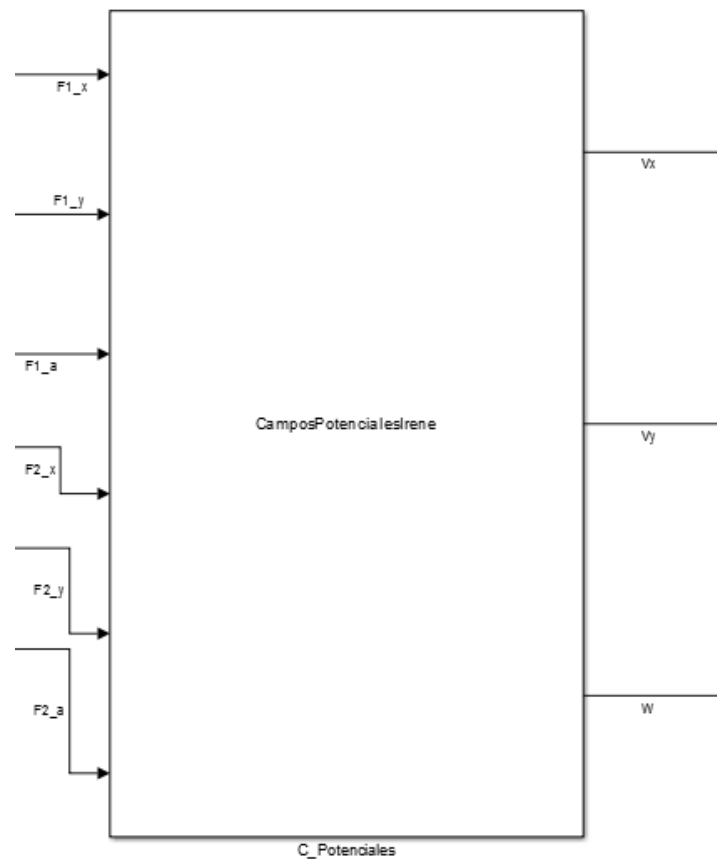 F1_x
Vx
F1_y
F1_a
CamposPotencialesIrene
Vy
F2_x
F2_y
F2_a
W
C_Potenciales